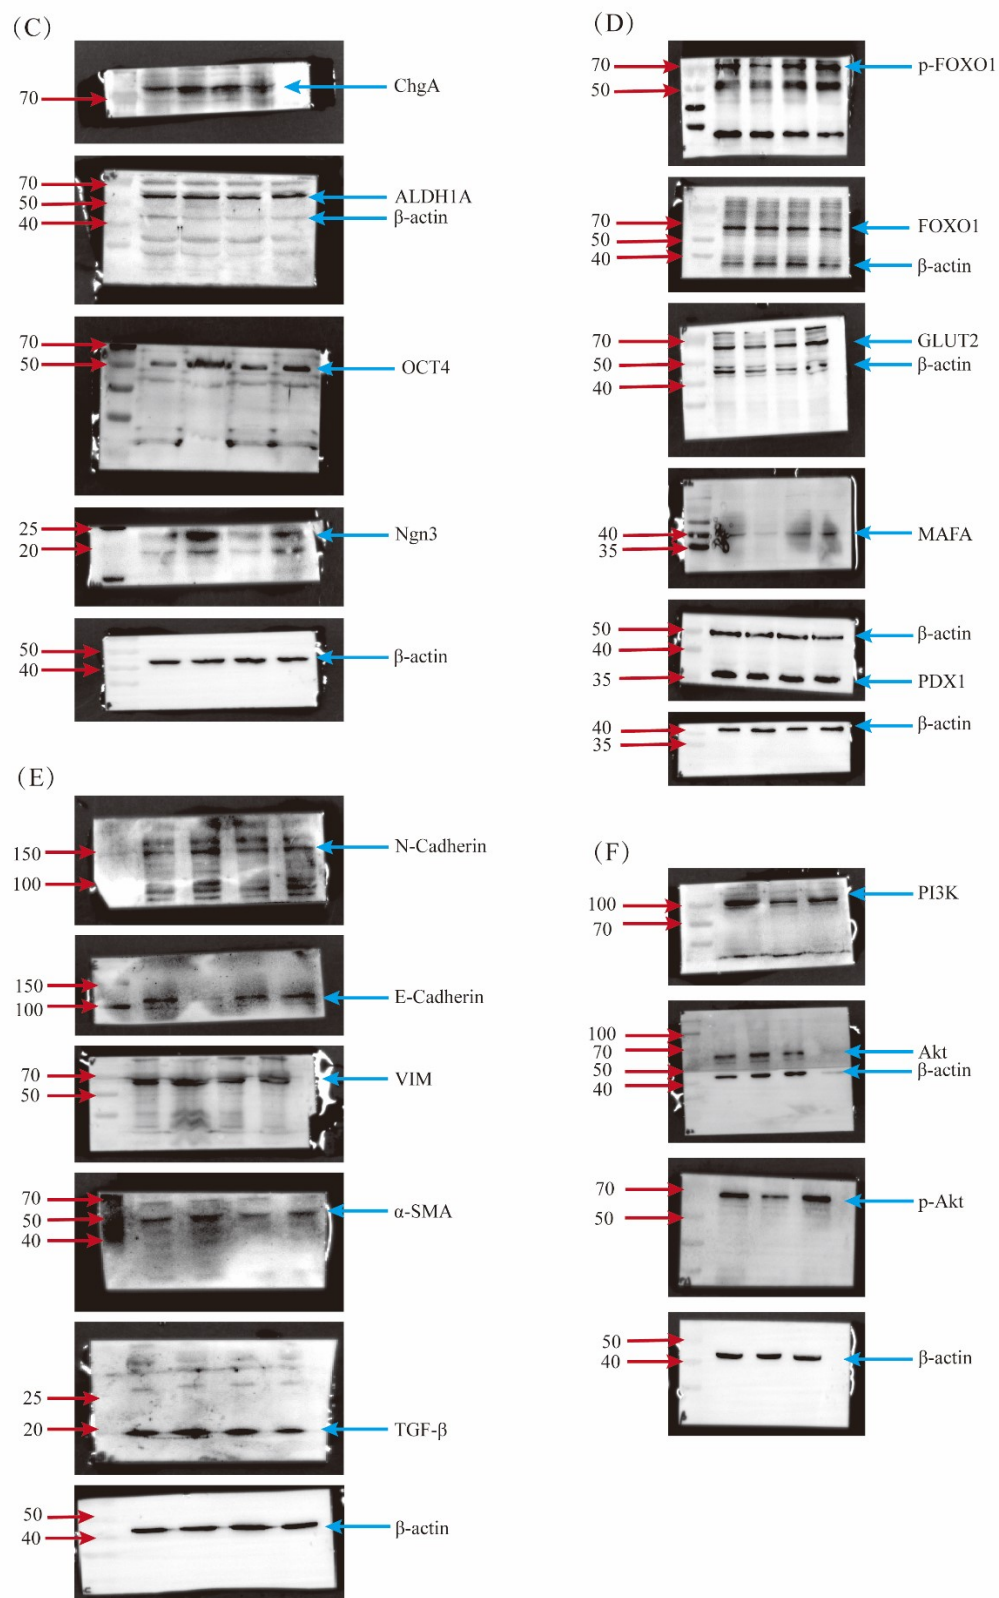 (C)
ChgA
70
70
ALDH1A
50
β-actin
40
70
50
OCT4
25
Ngn3
20
50
β-actin
40
(D)
70
p-FOXO1
50
70
FOXO1
50
40
β-actin
70
GLUT2
50
β-actin
40
40
MAFA
35
50
β-actin
40
35
PDX1
40
β-actin
35
(E)
N-Cadherin
150
100
150
E-Cadherin
100
70
VIM
50
70
α-SMA
50
40
25
20
TGF-β
50
β-actin
40
(F)
PI3K
100
70
100
70
Akt
50
β-actin
40
70
p-Akt
50
50
β-actin
40